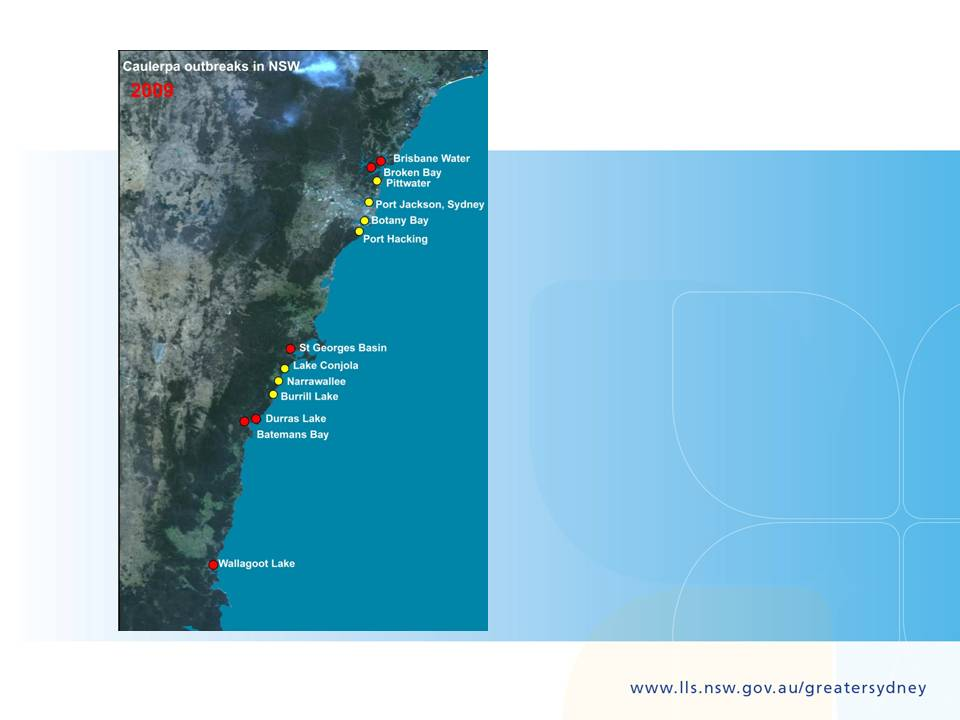 Caulerpa outbreaks in NSW
2009
Brisbane Water
Broken Bay
Pittwater
Port Jackson, Sydney
Botany Bay
Port Hacking
St Georges Basin
Lake Conjola
Narrawallee
Burrill Lake
Durras Lake
Batemans Bay
Wallagoot Lake
www.lls.nsw.gov.au/greatersydney